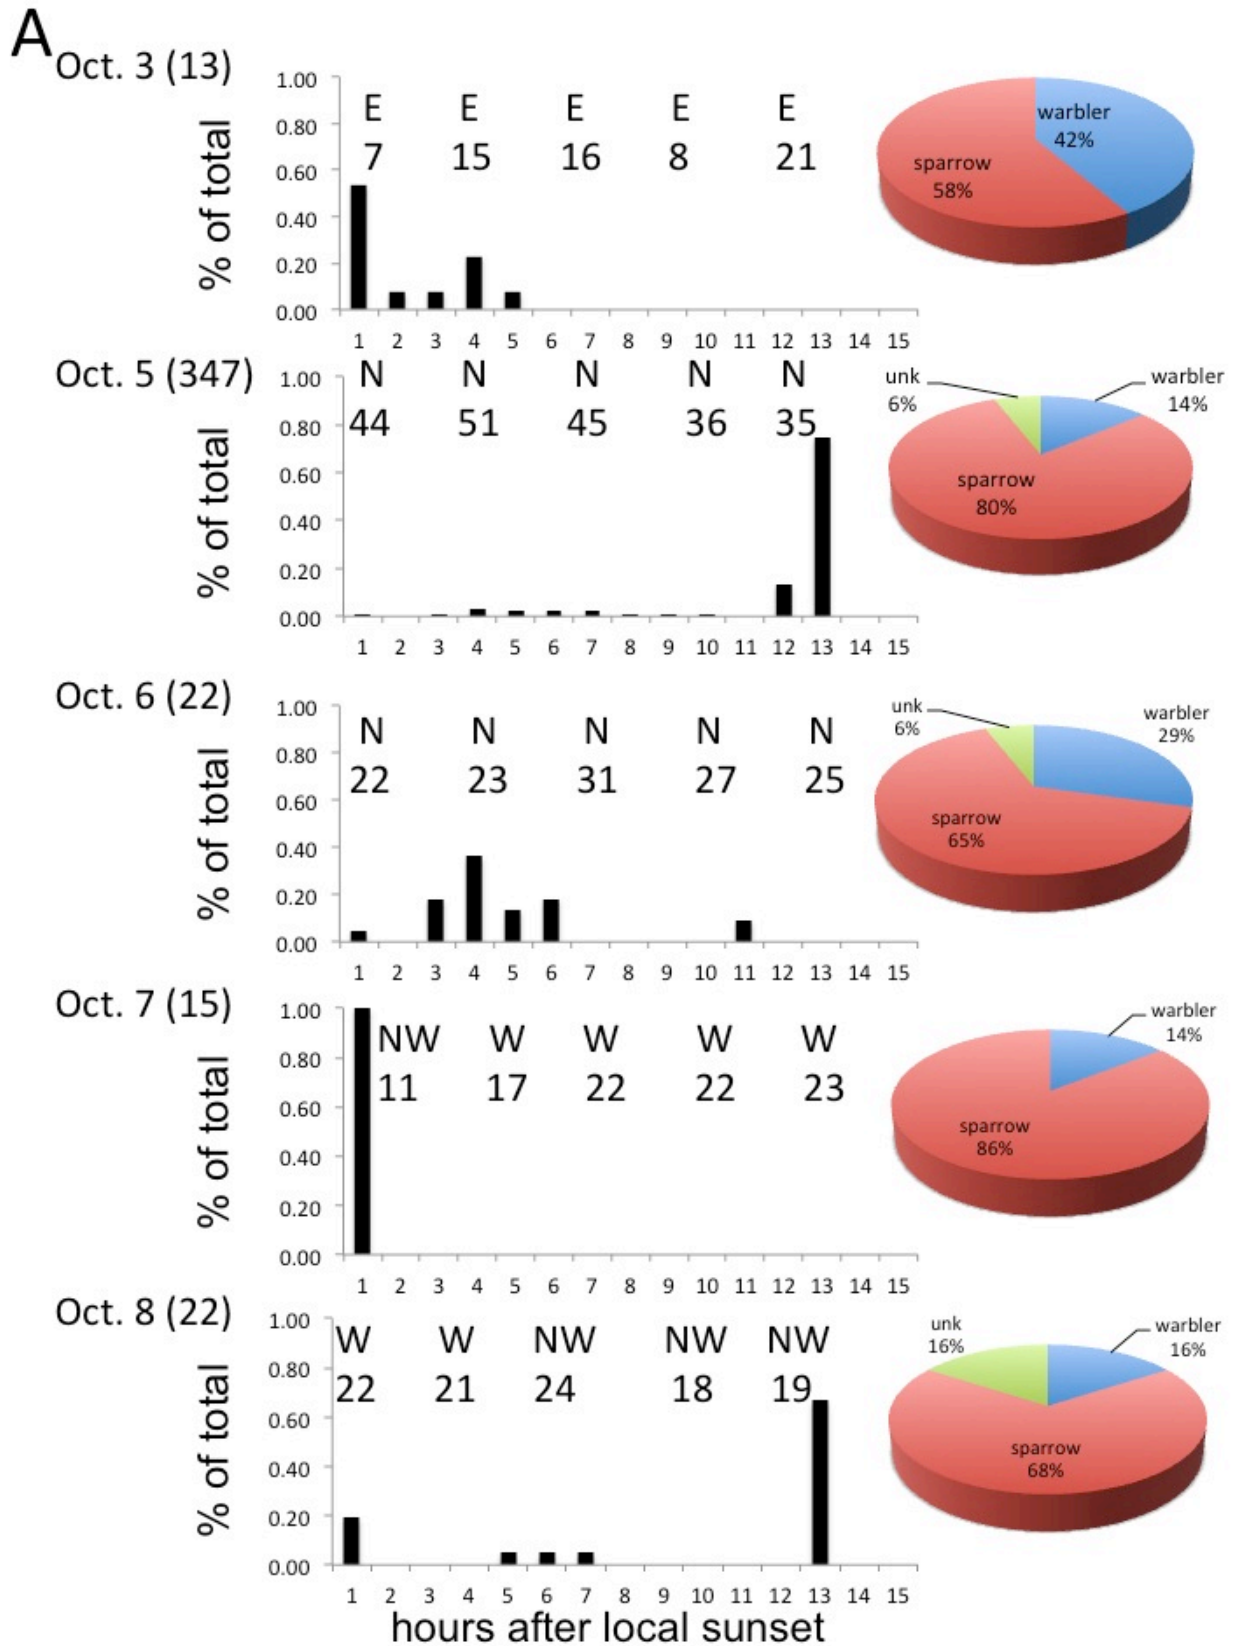 A
Oct. 3 (13)
% of total
1.00
0.80
0.60
0.40
0.20
0.00
E E E E E
7 15 16 8 21
1 2 3 4 5 6 7 8 9 10 11 12 13 14 15
warbler
42%
sparrow
58%
Oct. 5 (347)
% of total
1.00
0.80
0.60
0.40
0.20
0.00
N N N N N
44 51 45 36 35
1 2 3 4 5 6 7 8 9 10 11 12 13 14 15
unk
6%
warbler
14%
sparrow
80%
Oct. 6 (22)
% of total
1.00
0.80
0.60
0.40
0.20
0.00
N N N N N
22 23 31 27 25
1 2 3 4 5 6 7 8 9 10 11 12 13 14 15
unk
6%
warbler
29%
sparrow
65%
Oct. 7 (15)
% of total
1.00
0.80
0.60
0.40
0.20
0.00
NW W W W W
11 17 22 22 23
1 2 3 4 5 6 7 8 9 10 11 12 13 14 15
warbler
14%
sparrow
86%
Oct. 8 (22)
% of total
1.00
0.80
0.60
0.40
0.20
0.00
W W NW NW NW
22 21 24 18 19
1 2 3 4 5 6 7 8 9 10 11 12 13 14 15
unk
16%
warbler
16%
sparrow
68%
hours after local sunset